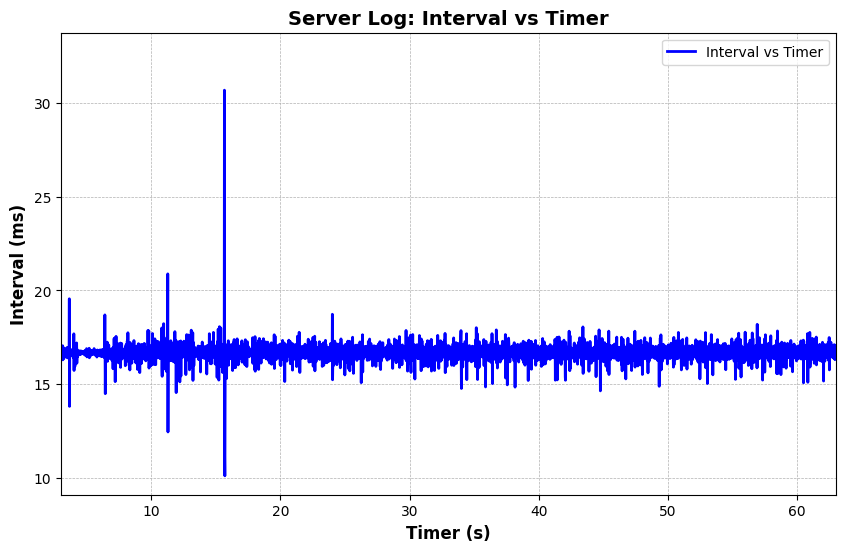 Server Log: Interval vs Timer
Interval vs Timer
Interval (ms)
30
25
20
15
10
10 20 30 40 50 60
Timer (s)